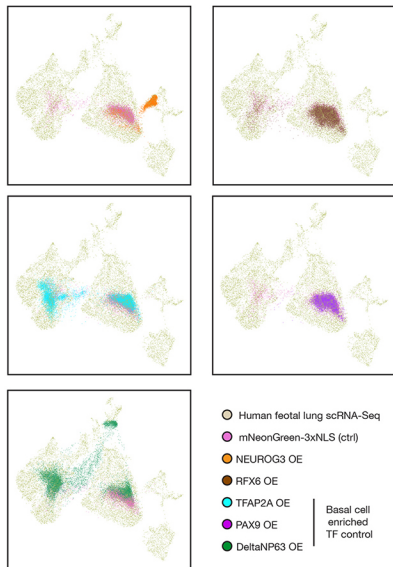 Human feotal lung scRNA-Seq
mNeonGreen-3xNLS (ctrl)
NEUROG3 OE
RFX6 OE
TFAP2A OE
PAX9 OE
DeltaNP63 OE
Basal cell
enriched
TF control